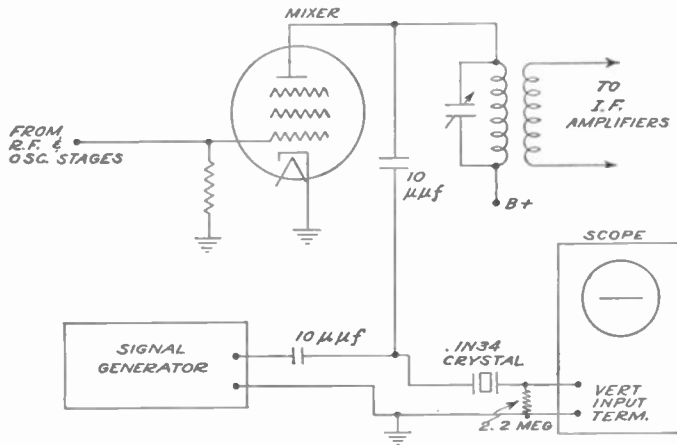 MIXER
FROM
R.F. &
OSC. STAGES
TO
I.F.
AMPLIFIERS
10
μμf
B+
SCOPE
SIGNAL
GENERATOR
10 μμf
.IN34
CRYSTAL
VERT
INPUT
TERM.
2.2 MEG